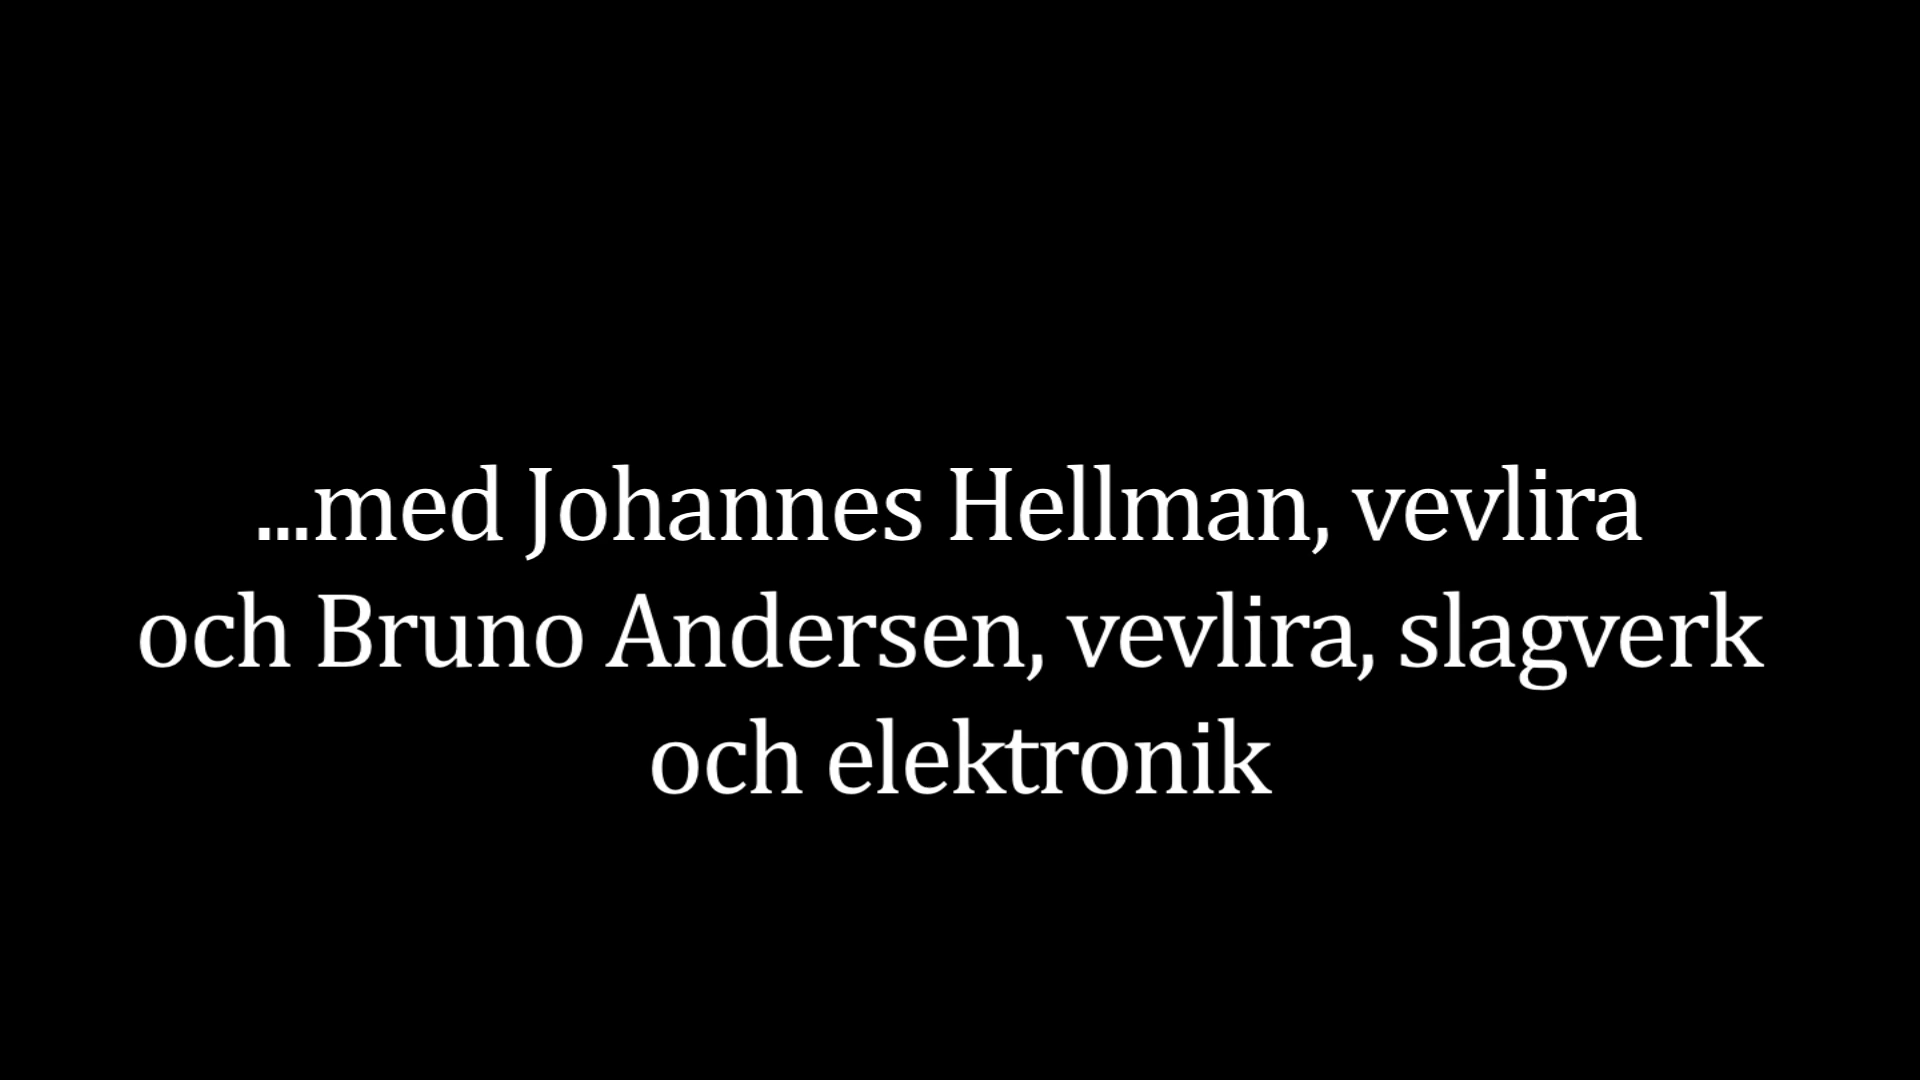 ...med Johannes Hellman, vevlira
och Bruno Andersen, vevlira, slagverk
och elektronik